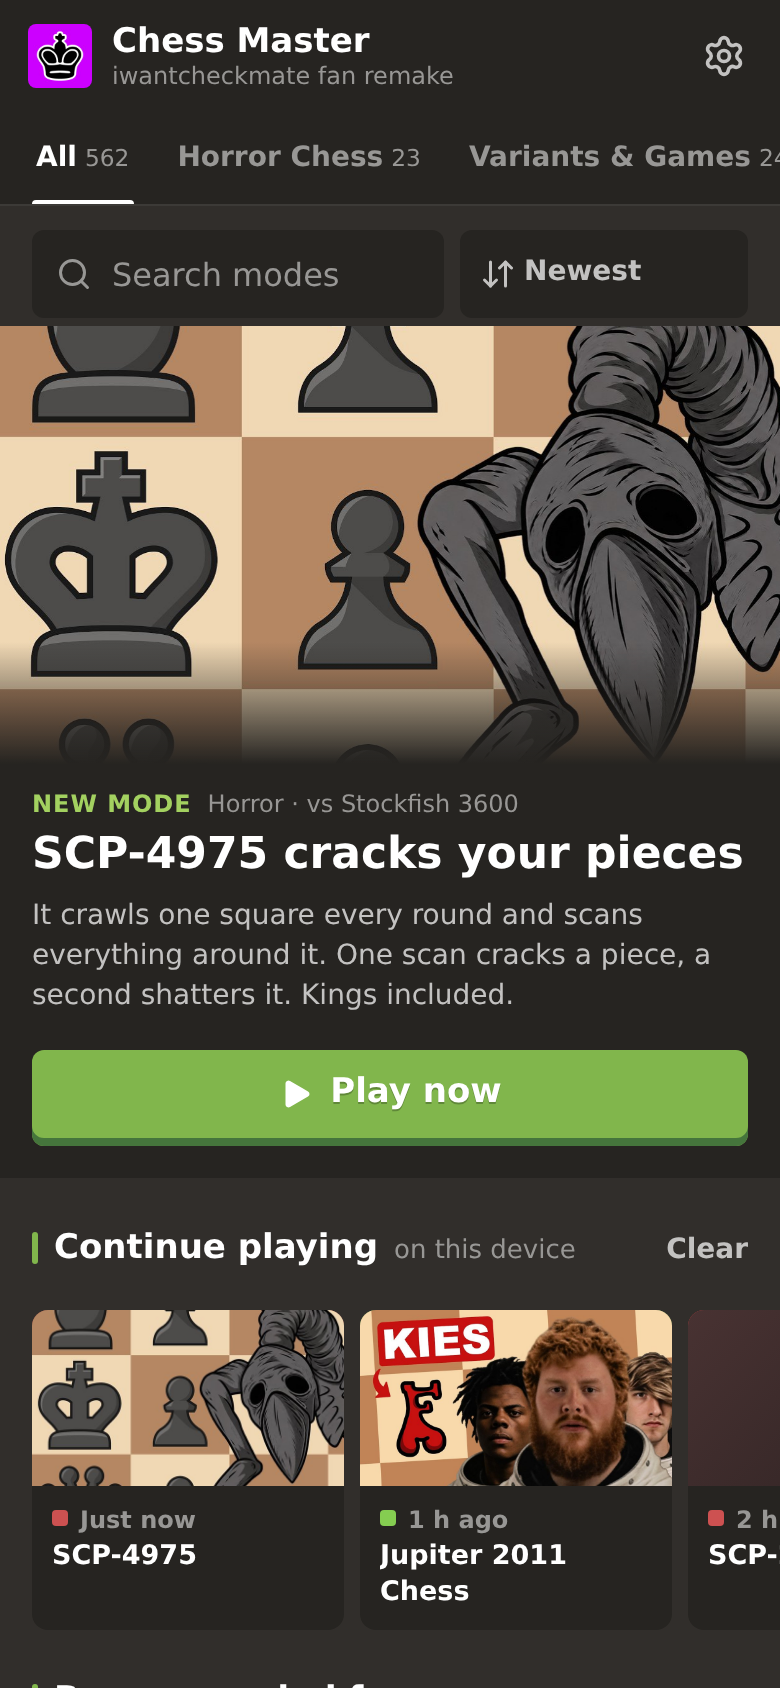 Chess Master
iwantcheckmate fan remake
All 562
Horror Chess 23
Variants & Games 24
Search modes
Newest
NEW MODE Horror · vs Stockfish 3600
SCP-4975 cracks your pieces
It crawls one square every round and scans
everything around it. One scan cracks a piece, a
second shatters it. Kings included.
Play now
Continue playing on this device
Clear
KIES
Just now
SCP-4975
1 h ago
Jupiter 2011
Chess
2 h
SCP-